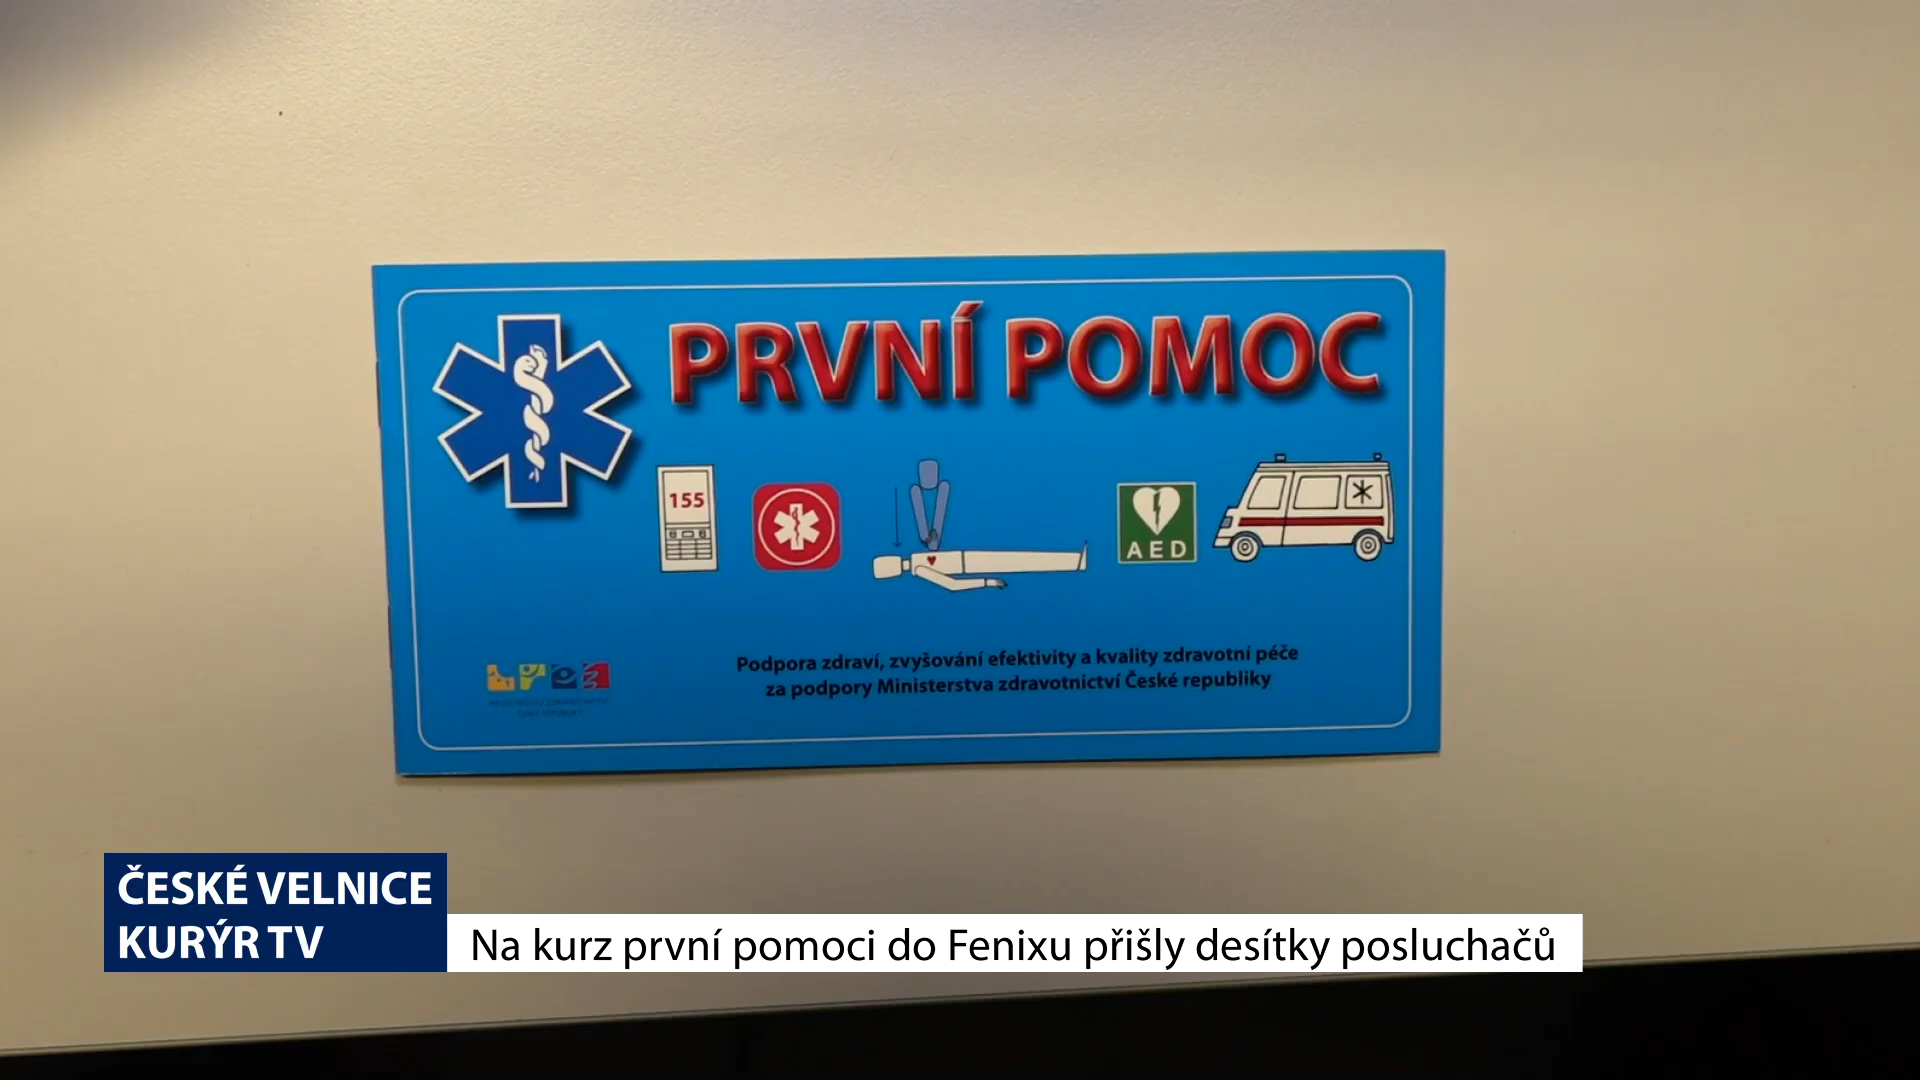 PRVNÍ POMOC
155
AED
Podpora zdraví, zvyšování efektivity a kvality zdravotní péče
za podpory Ministerstva zdravotnictví České republiky
ČESKÉ VELNICE
KURÝR TV
Na kurz první pomoci do Fenixu přišly desítky posluchačů